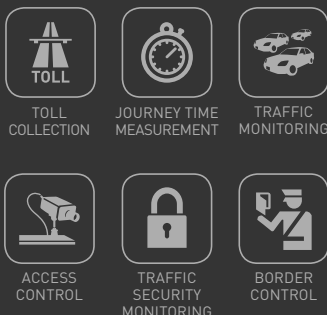 TOLL
TOLL
COLLECTION
JOURNEY TIME
MEASUREMENT
TRAFFIC
MONITORING
ACCESS
CONTROL
TRAFFIC
SECURITY
MONITORING
BORDER
CONTROL